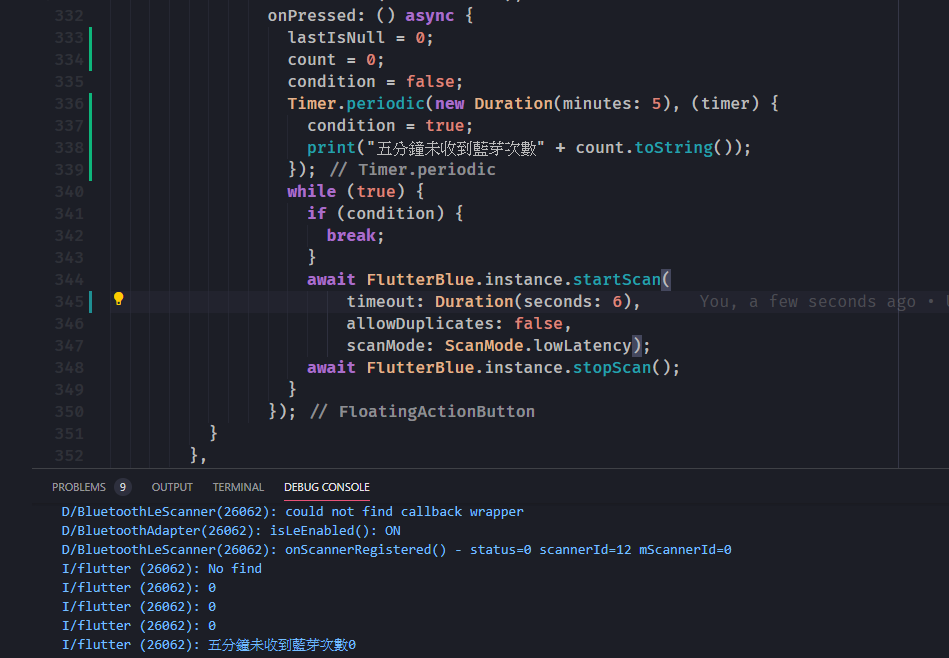 332 onPressed: () async {
333 lastIsNull = 0;
334 count = 0;
335 condition = false;
336 Timer.periodic(new Duration(minutes: 5), (timer) {
337 condition = true;
338 print("五分鐘未收到藍芽次數" + count.toString());
339 }); // Timer.periodic
340 while (true) {
341 if (condition) {
342 break;
343 }
344 await FlutterBlue.instance.startScan(
345 timeout: Duration(seconds: 6), You, a few seconds ago •
346 allowDuplicates: false,
347 scanMode: ScanMode.lowLatency);
348 await FlutterBlue.instance.stopScan();
349 }
350 }); // FloatingActionButton
351 }
352 },
PROBLEMS 9 OUTPUT TERMINAL DEBUG CONSOLE
D/BluetoothLeScanner(26062): could not find callback wrapper
D/BluetoothAdapter(26062): isLeEnabled(): ON
D/BluetoothLeScanner(26062): onScannerRegistered() - status=0 scannerId=12 mScannerId=0
I/flutter (26062): No find
I/flutter (26062): 0
I/flutter (26062): 0
I/flutter (26062): 0
I/flutter (26062): 五分鐘未收到藍芽次數0